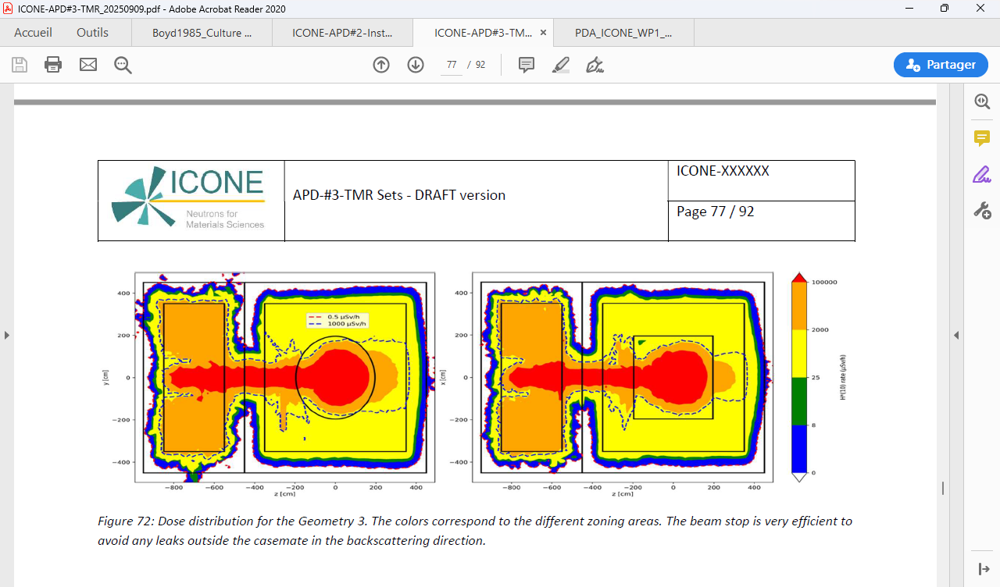 ICONE-APD#3-TMR_20250909.pdf - Adobe Acrobat Reader 2020
Accueil
Outils
Boyd1985_Culture ...
ICONE-APD#2-Inst...
ICONE-APD#3-TM... ×
PDA_ICONE_WP1_...
77 / 92
Partager
ICONE
Neutrons for
Materials Sciences
APD-#3-TMR Sets - DRAFT version
ICONE-XXXXXX
Page 77 / 92
400
200
0
−200
−400
y [cm]
−800 −600 −400 −200 0 200 400
z [cm]
0.5 µSv/h
1000 µSv/h
400
200
0
−200
−400
x [cm]
−800 −600 −400 −200 0 200 400
z [cm]
100000
2000
25
8
0
H*(10) rate (µSv/h)
Figure 72: Dose distribution for the Geometry 3. The colors correspond to the different zoning areas. The beam stop is very efficient to
avoid any leaks outside the casemate in the backscattering direction.